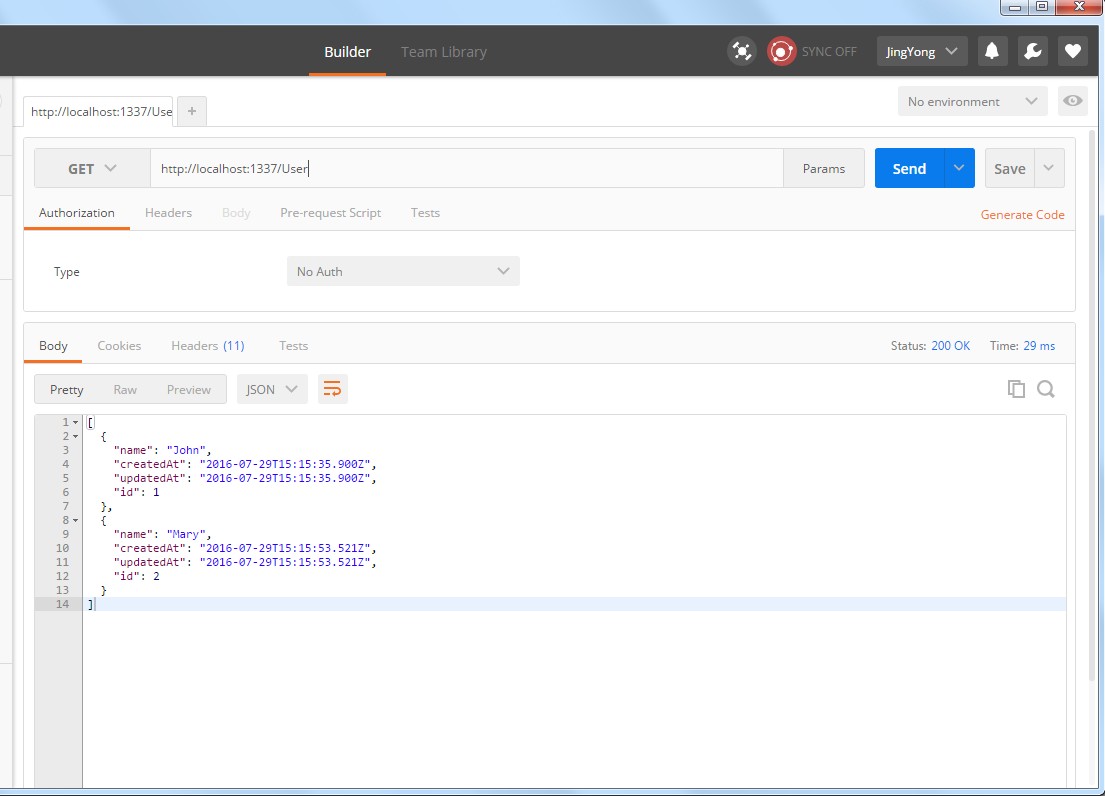 Builder Team Library SYNC OFF JingYong
http://localhost:1337/Use + No environment
GET http://localhost:1337/User Params Send Save
Authorization Headers Body Pre-request Script Tests Generate Code
Type No Auth
Body Cookies Headers (11) Tests Status: 200 OK Time: 29 ms
Pretty Raw Preview JSON
1 [
2 {
3 "name": "John",
4 "createdAt": "2016-07-29T15:15:35.900Z",
5 "updatedAt": "2016-07-29T15:15:35.900Z",
6 "id": 1
7 },
8 {
9 "name": "Mary",
10 "createdAt": "2016-07-29T15:15:53.521Z",
11 "updatedAt": "2016-07-29T15:15:53.521Z",
12 "id": 2
13 }
14 ]